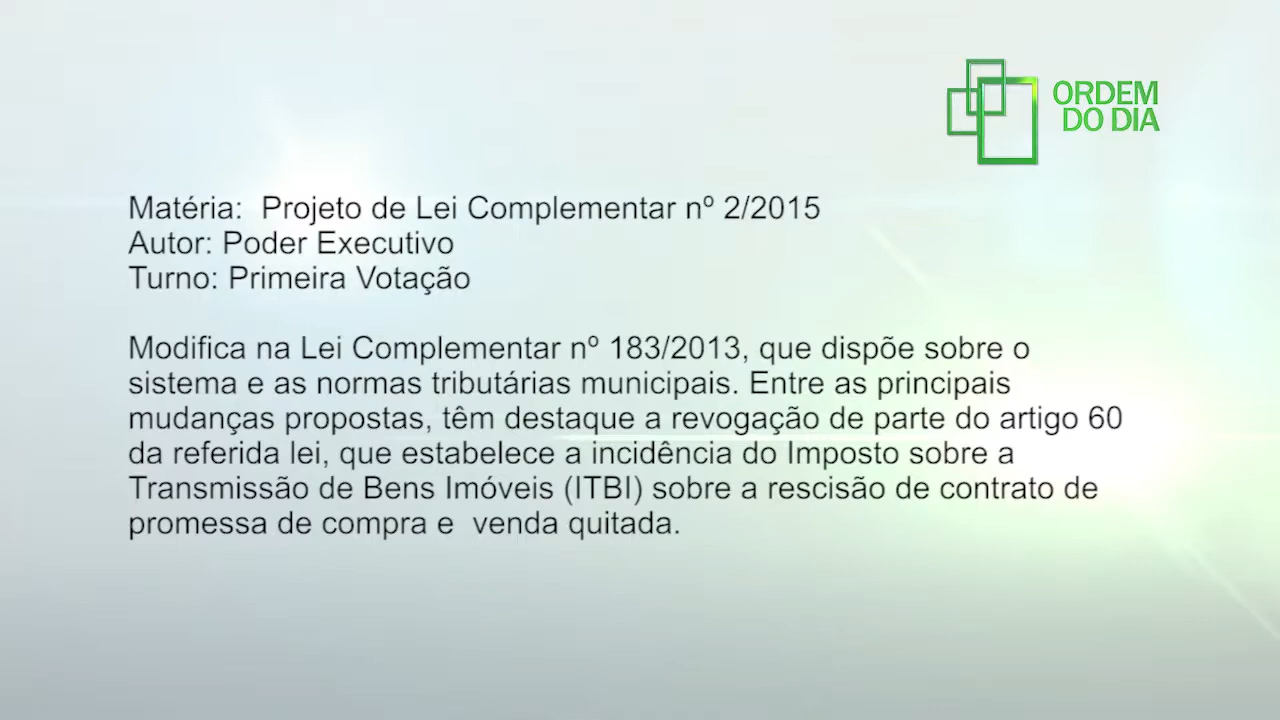 ORDEM
DO DIA
Matéria:  Projeto de Lei Complementar nº 2/2015
Autor: Poder Executivo
Turno: Primeira Votação
Modifica na Lei Complementar nº 183/2013, que dispõe sobre o
sistema e as normas tributárias municipais. Entre as principais
mudanças propostas, têm destaque a revogação de parte do artigo 60
da referida lei, que estabelece a incidência do Imposto sobre a
Transmissão de Bens Imóveis (ITBI) sobre a rescisão de contrato de
promessa de compra e  venda quitada.